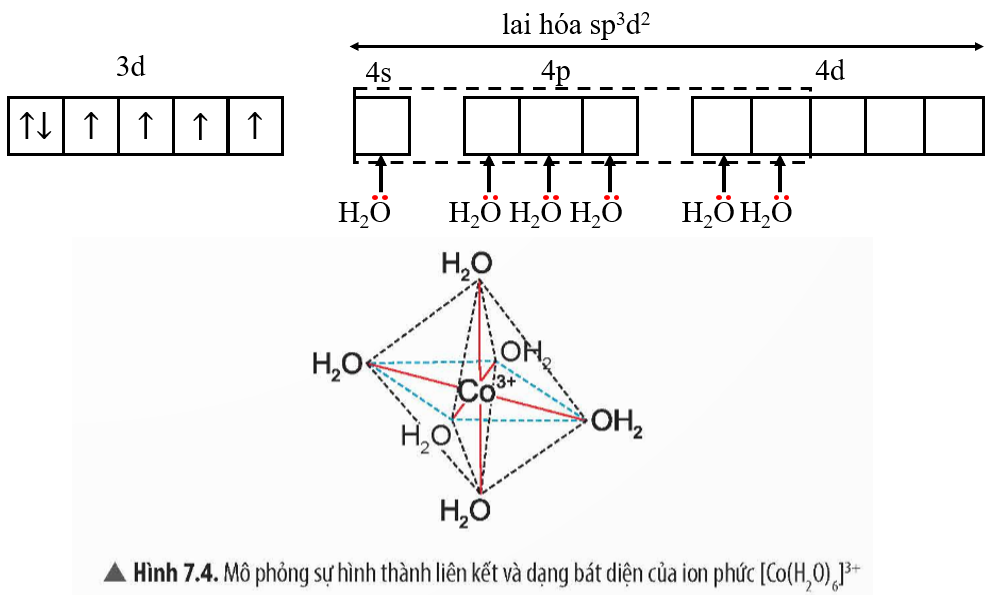 lai hóa sp³d²
3d
4s 4p 4d
↑↓ ↑ ↑ ↑ ↑
H₂O H₂O H₂O H₂O H₂O H₂O
H₂O
H₂O OH₂
Co³⁺
H₂O OH₂
H₂O
▲ Hình 7.4. Mô phỏng sự hình thành liên kết và dạng bát diện của ion phức [Co(H₂O)₆]³⁺